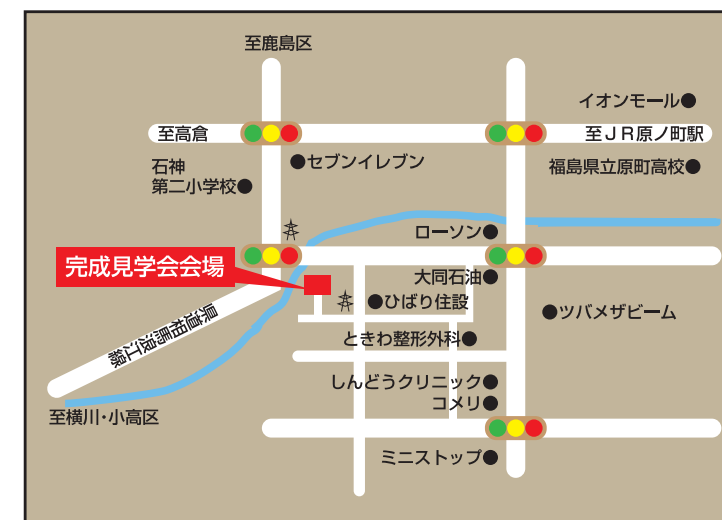 至鹿島区
イオンモール
至高倉
至JR原ノ町駅
石神
第二小学校
セブンイレブン
福島県立原町高校
ローソン
完成見学会会場
大同石油
ひばり住設
ツバメザビーム
県道相馬浪江線
ときわ整形外科
しんどうクリニック
コメリ
至横川・小高区
ミニストップ